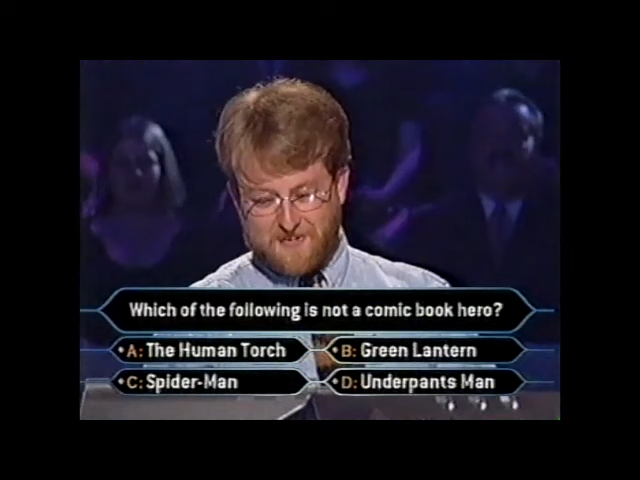 Which of the following is not a comic book hero?
A: The Human Torch
B: Green Lantern
C: Spider-Man
D: Underpants Man